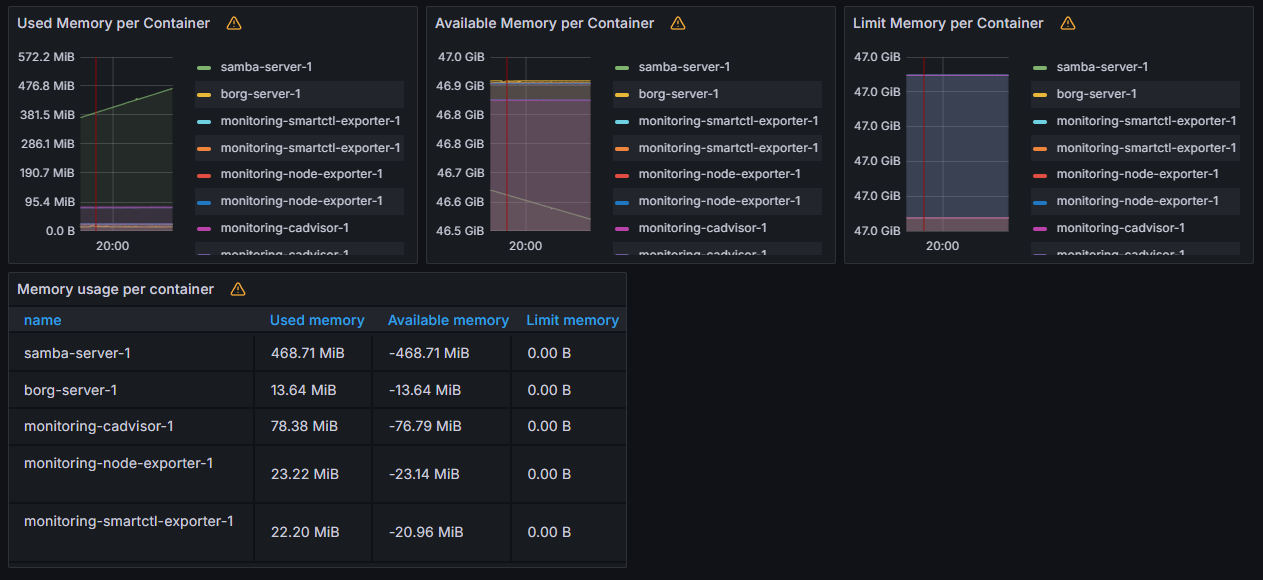 Used Memory per Container
572.2 MiB
476.8 MiB
381.5 MiB
286.1 MiB
190.7 MiB
95.4 MiB
0.0 B
20:00
samba-server-1
borg-server-1
monitoring-smartctl-exporter-1
monitoring-smartctl-exporter-1
monitoring-node-exporter-1
monitoring-node-exporter-1
monitoring-cadvisor-1
monitoring-cadvisor-1
Available Memory per Container
47.0 GiB
46.9 GiB
46.8 GiB
46.8 GiB
46.7 GiB
46.6 GiB
46.5 GiB
20:00
samba-server-1
borg-server-1
monitoring-smartctl-exporter-1
monitoring-smartctl-exporter-1
monitoring-node-exporter-1
monitoring-node-exporter-1
monitoring-cadvisor-1
monitoring-cadvisor-1
Limit Memory per Container
47.0 GiB
47.0 GiB
47.0 GiB
47.0 GiB
47.0 GiB
47.0 GiB
20:00
samba-server-1
borg-server-1
monitoring-smartctl-exporter-1
monitoring-smartctl-exporter-1
monitoring-node-exporter-1
monitoring-node-exporter-1
monitoring-cadvisor-1
monitoring-cadvisor-1
Memory usage per container
name Used memory Available memory Limit memory
samba-server-1 468.71 MiB -468.71 MiB 0.00 B
borg-server-1 13.64 MiB -13.64 MiB 0.00 B
monitoring-cadvisor-1 78.38 MiB -76.79 MiB 0.00 B
monitoring-node-exporter-1 23.22 MiB -23.14 MiB 0.00 B
monitoring-smartctl-exporter-1 22.20 MiB -20.96 MiB 0.00 B